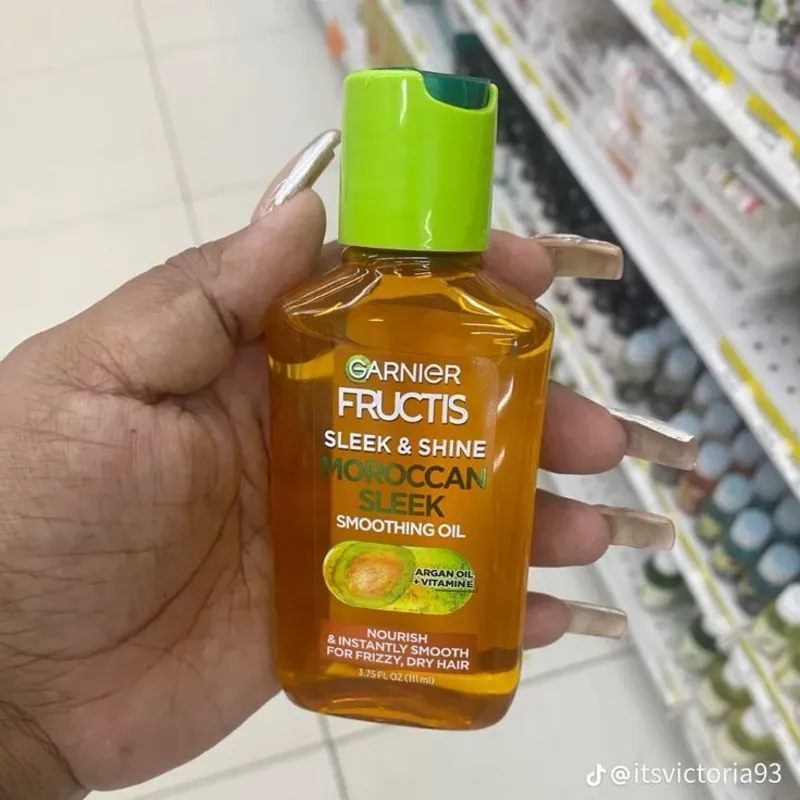 GARNIER
FRUCTIS
SLEEK & SHINE
MOROCCAN
SLEEK
SMOOTHING OIL
ARGAN OIL
+ VITAMIN E
NOURISH
& INSTANTLY SMOOTH
FOR FRIZZY, DRY HAIR
3.75 FL OZ (111 ml)
@itsvictoria93